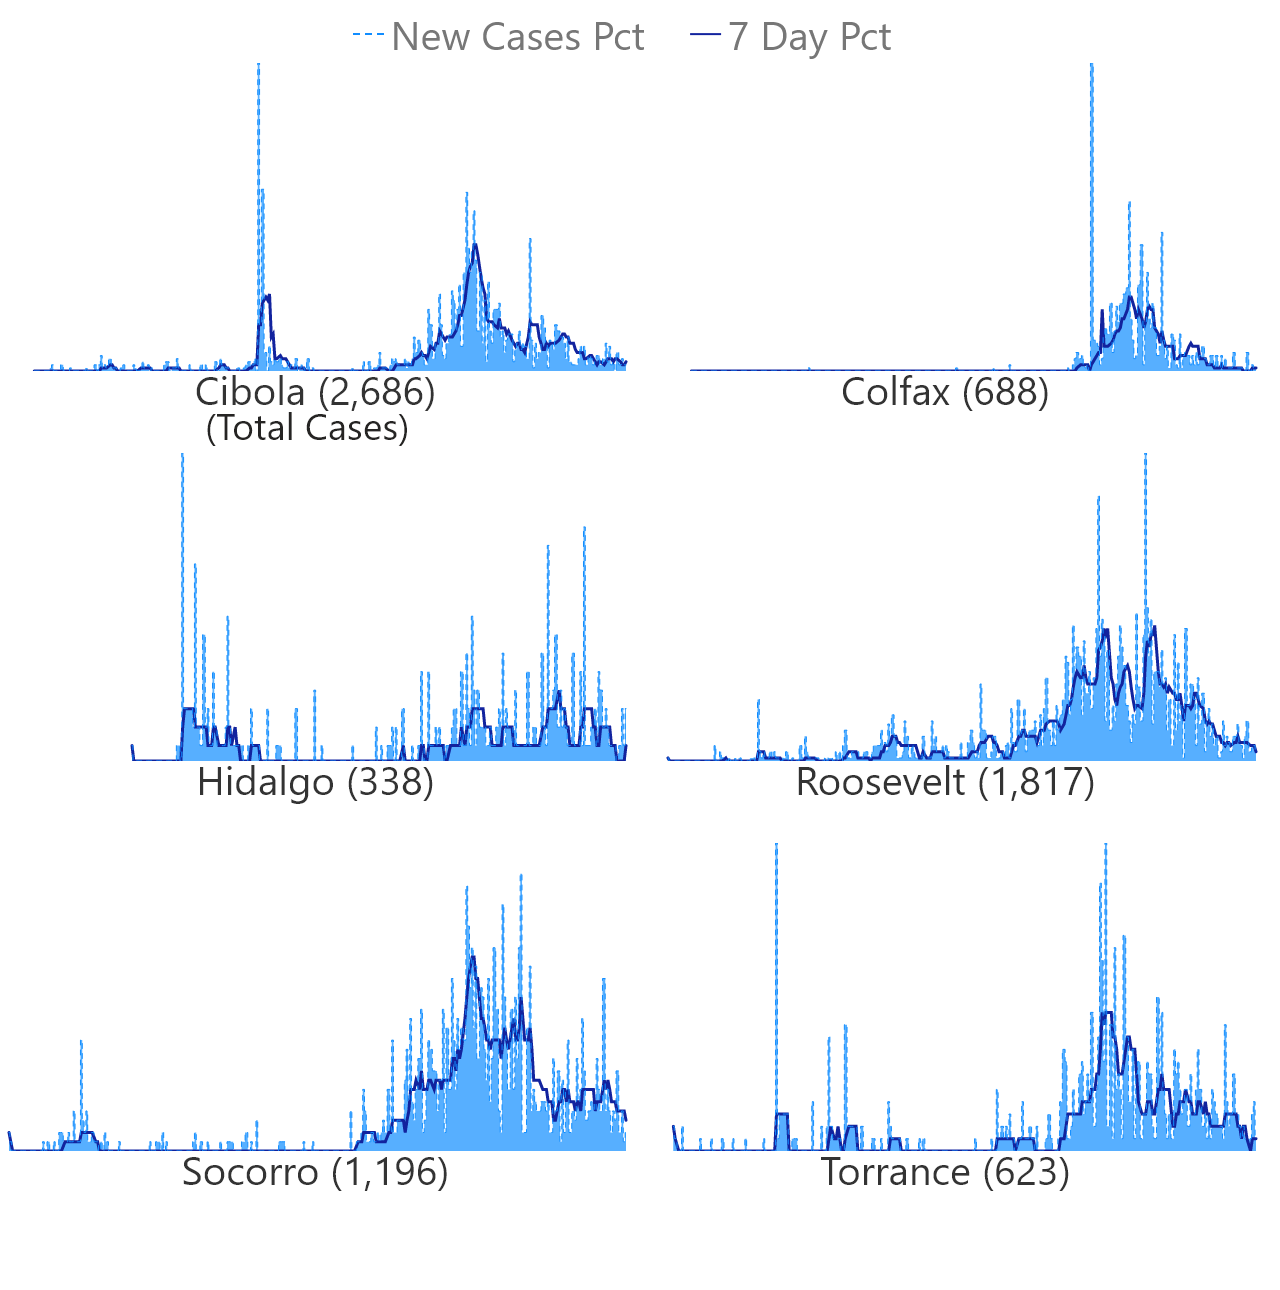 New Cases Pct 7 Day Pct
Cibola (2,686) Colfax (688)
(Total Cases)
Hidalgo (338) Roosevelt (1,817)
Socorro (1,196) Torrance (623)